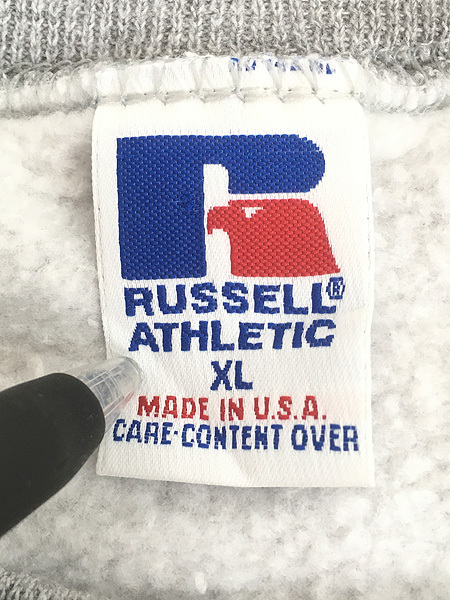 RUSSELL®
ATHLETIC
XL
MADE IN U.S.A.
CARE-CONTENT OVER